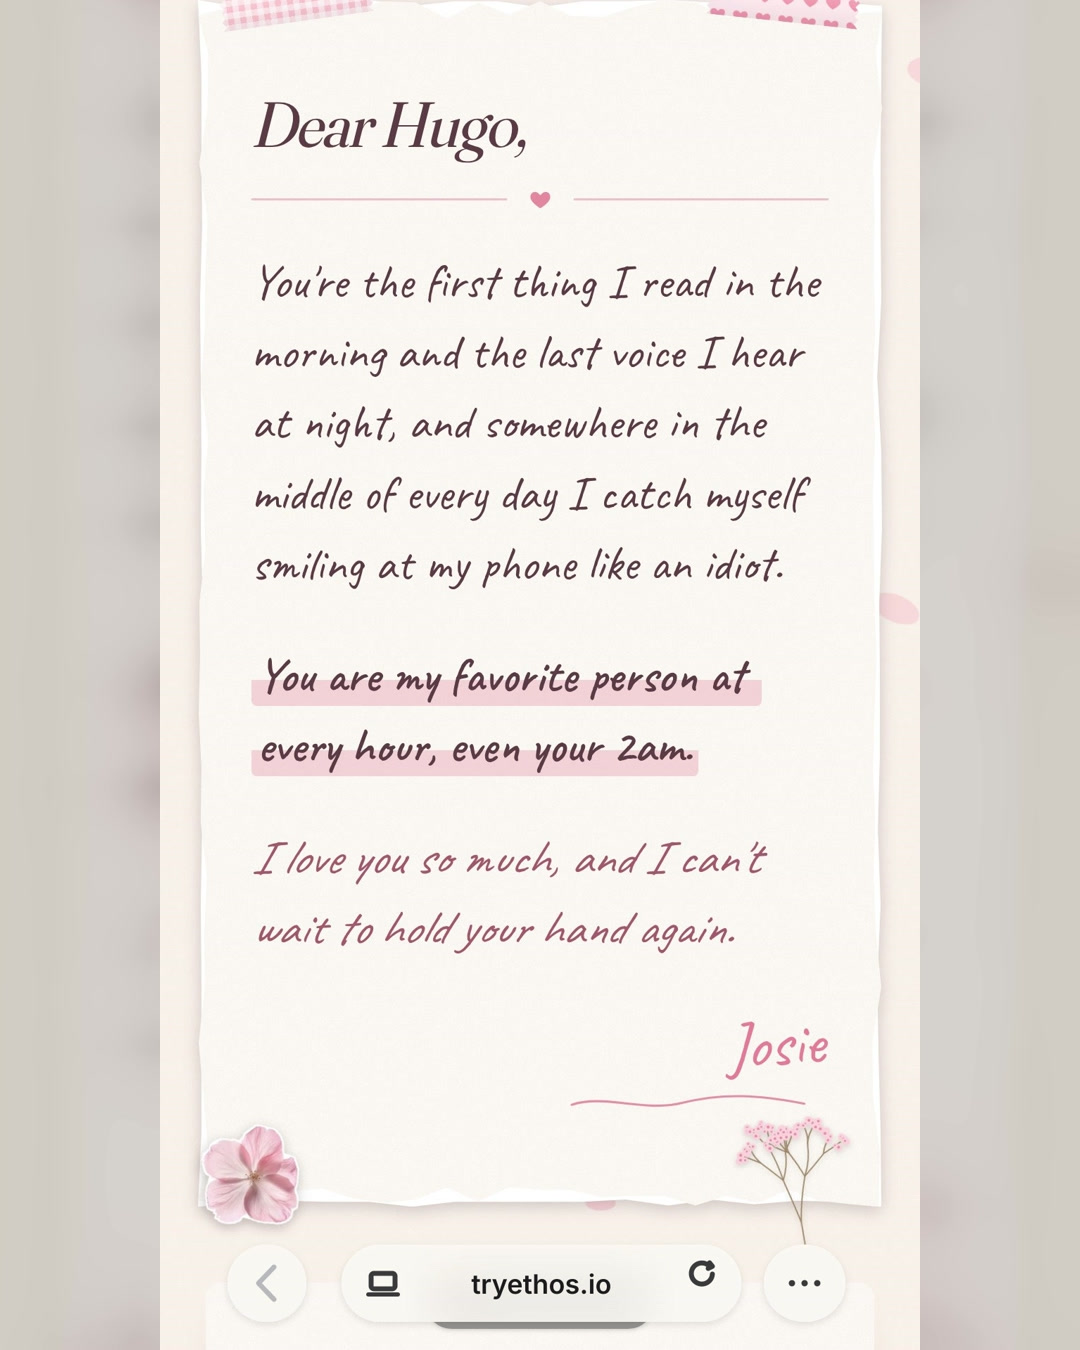 Dear Hugo,
You're the first thing I read in the
morning and the last voice I hear
at night, and somewhere in the
middle of every day I catch myself
smiling at my phone like an idiot.
You are my favorite person at
every hour, even your 2am.
I love you so much, and I can't
wait to hold your hand again.
Josie
tryethos.io